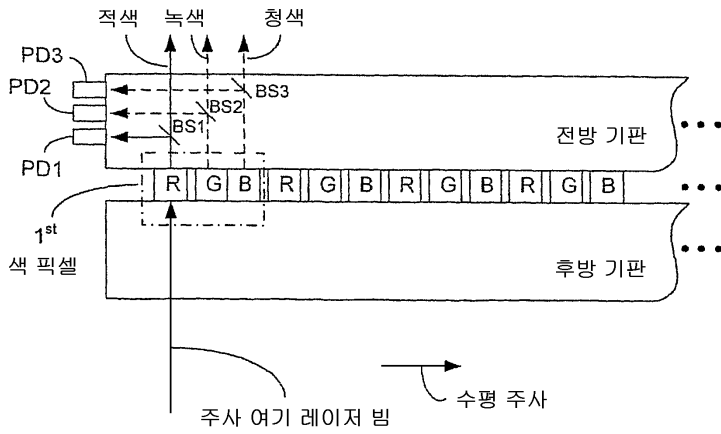 적색 녹색 청색
PD3
PD2
PD1
BS3
BS2
BS1
전방 기판
R G B R G B R G B R G B
1st
색 픽셀
후방 기판
수평 주사
주사 여기 레이저 빔